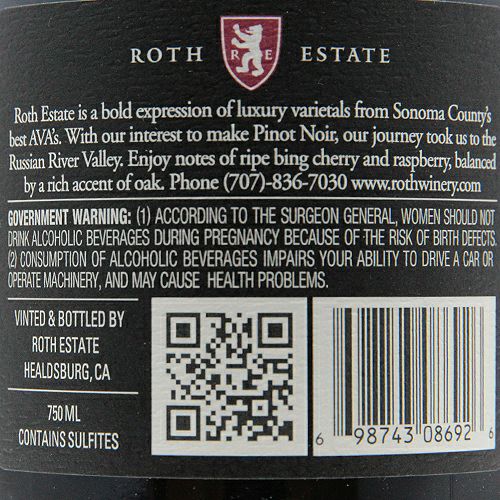 ROTH ESTATE
R E
Roth Estate is a bold expression of luxury varietals from Sonoma County's
best AVA's. With our interest to make Pinot Noir, our journey took us to the
Russian River Valley. Enjoy notes of ripe bing cherry and raspberry, balanced
by a rich accent of oak. Phone (707)-836-7030 www.rothwinery.com
GOVERNMENT WARNING: (1) ACCORDING TO THE SURGEON GENERAL, WOMEN SHOULD NOT
DRINK ALCOHOLIC BEVERAGES DURING PREGNANCY BECAUSE OF THE RISK OF BIRTH DEFECTS.
(2) CONSUMPTION OF ALCOHOLIC BEVERAGES IMPAIRS YOUR ABILITY TO DRIVE A CAR OR
OPERATE MACHINERY, AND MAY CAUSE HEALTH PROBLEMS.
VINTED & BOTTLED BY
ROTH ESTATE
HEALDSBURG, CA
750 ML
CONTAINS SULFITES
6 98743 08692 6